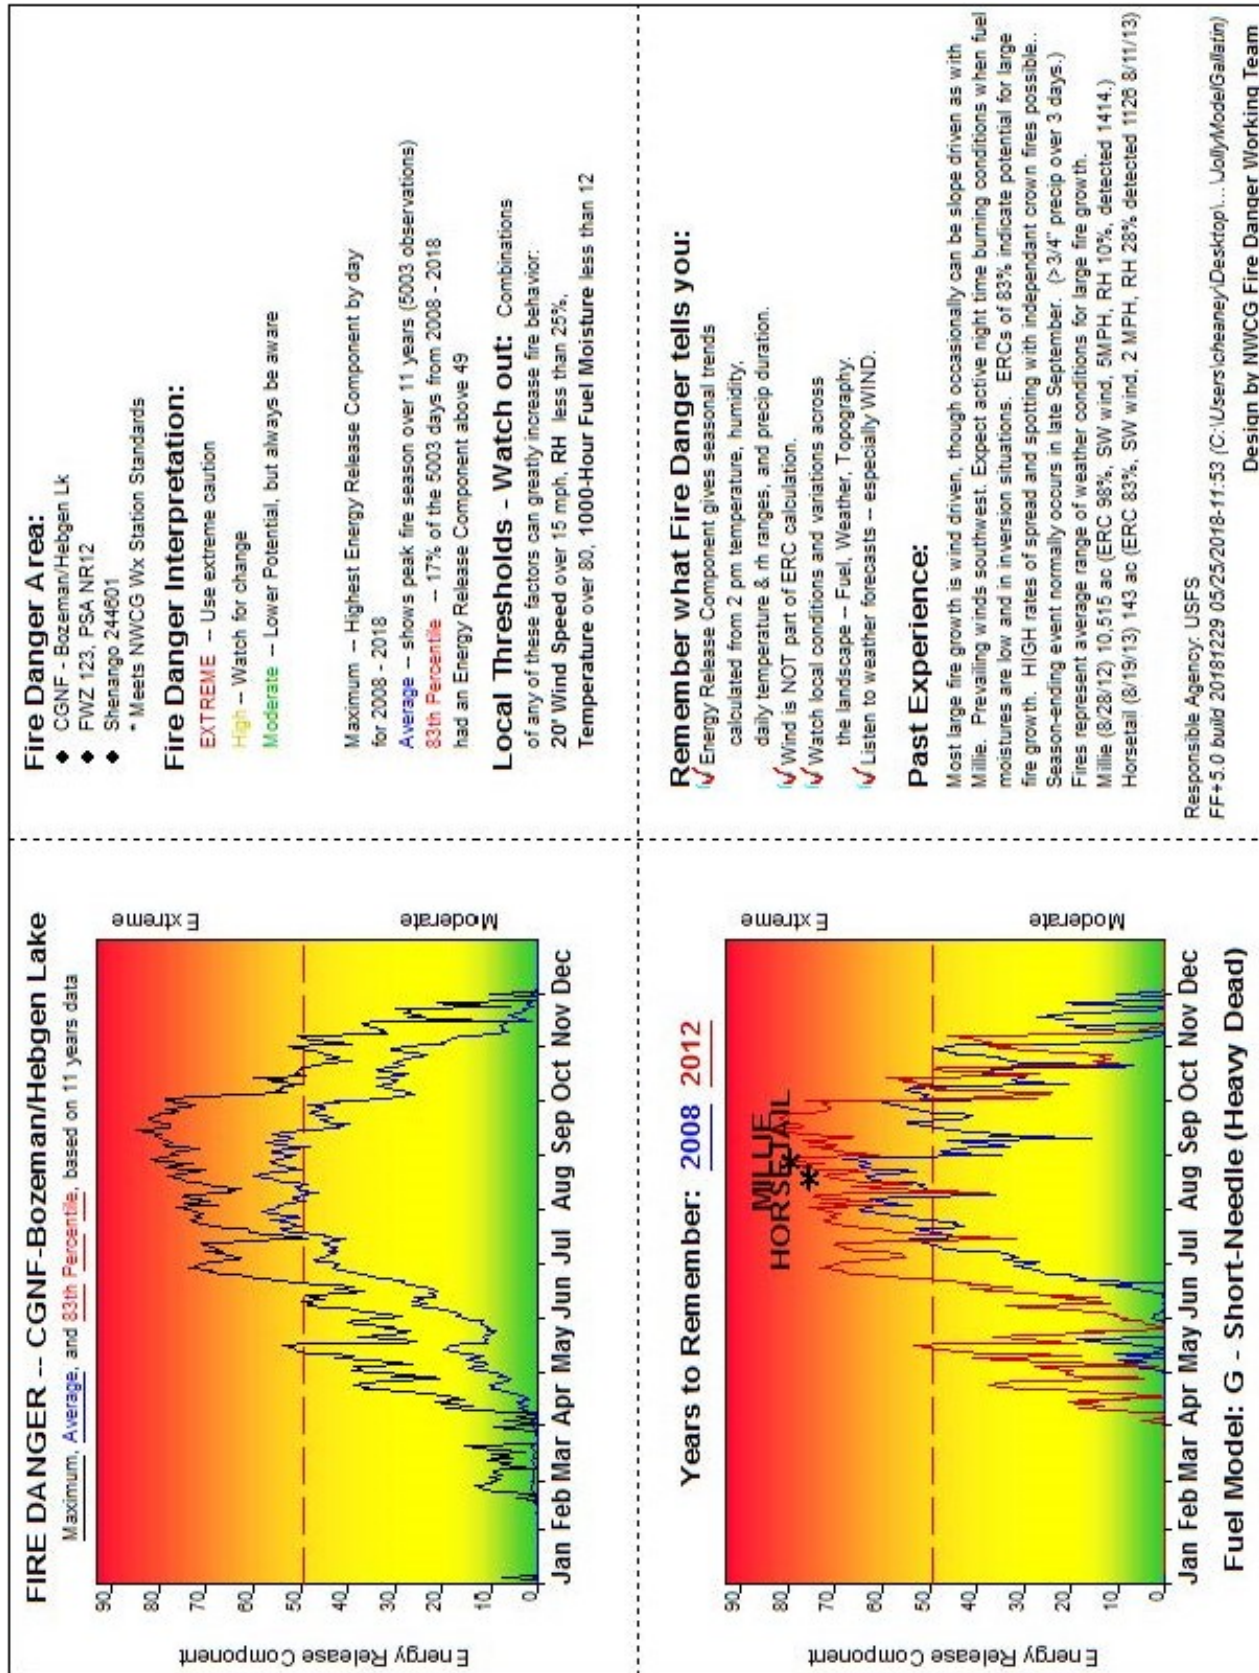 FIRE DANGER -- CGNF-Bozeman/Hebgen Lake
Maximum, Average, and 83th Percentile, based on 11 years data
Energy Release Component
90
80
70
60
50
40
30
20
10
0
Extreme
Moderate
Jan Feb Mar Apr May Jun Jul Aug Sep Oct Nov Dec
Fire Danger Area:
◆ CGNF - Bozeman/Hebgen Lk
◆ FWZ 123, PSA NR12
◆ Shenango 244601
* Meets NWCG Wx Station Standards
Fire Danger Interpretation:
EXTREME -- Use extreme caution
High -- Watch for change
Moderate -- Lower Potential, but always be aware
Maximum -- Highest Energy Release Component by day
for 2008 - 2018
Average -- shows peak fire season over 11 years (5003 observations)
83th Percentile -- 17% of the 5003 days from 2008 - 2018
had an Energy Release Component above 49
Local Thresholds - Watch out: Combinations
of any of these factors can greatly increase fire behavior:
20' Wind Speed over 15 mph, RH less than 25%,
Temperature over 80, 1000-Hour Fuel Moisture less than 12
Years to Remember: 2008 2012
Energy Release Component
90
80
70
60
50
40
30
20
10
0
MILLIE
HORSETAIL
Extreme
Moderate
Jan Feb Mar Apr May Jun Jul Aug Sep Oct Nov Dec
Fuel Model: G - Short-Needle (Heavy Dead)
Remember what Fire Danger tells you:
✓ Energy Release Component gives seasonal trends
calculated from 2 pm temperature, humidity,
daily temperature & rh ranges, and precip duration.
✓ Wind is NOT part of ERC calculation.
✓ Watch local conditions and variations across
the landscape -- Fuel, Weather, Topography.
✓ Listen to weather forecasts -- especially WIND.
Past Experience:
Most large fire growth is wind driven, though occasionally can be slope driven as with
Millie. Prevailing winds southwest. Expect active night time burning conditions when fuel
moistures are low and in inversion situations. ERCs of 83% indicate potential for large
fire growth. HIGH rates of spread and spotting with independant crown fires possible..
Season-ending event normally occurs in late September. (>3/4" precip over 3 days.)
Fires represent average range of weather conditions for large fire growth.
Millie (8/28/12) 10,515 ac (ERC 98%, SW wind, 5MPH, RH 10%, detected 1414.)
Horsetail (8/19/13) 143 ac (ERC 83%, SW wind, 2 MPH, RH 28% detected 1126 8/11/13)
Responsible Agency: USFS
FF+5.0 build 20181229 05/25/2018-11:53 (C:\Users\cheaney\Desktop\...\JollyModelGallatin)
Design by NWCG Fire Danger Working Team